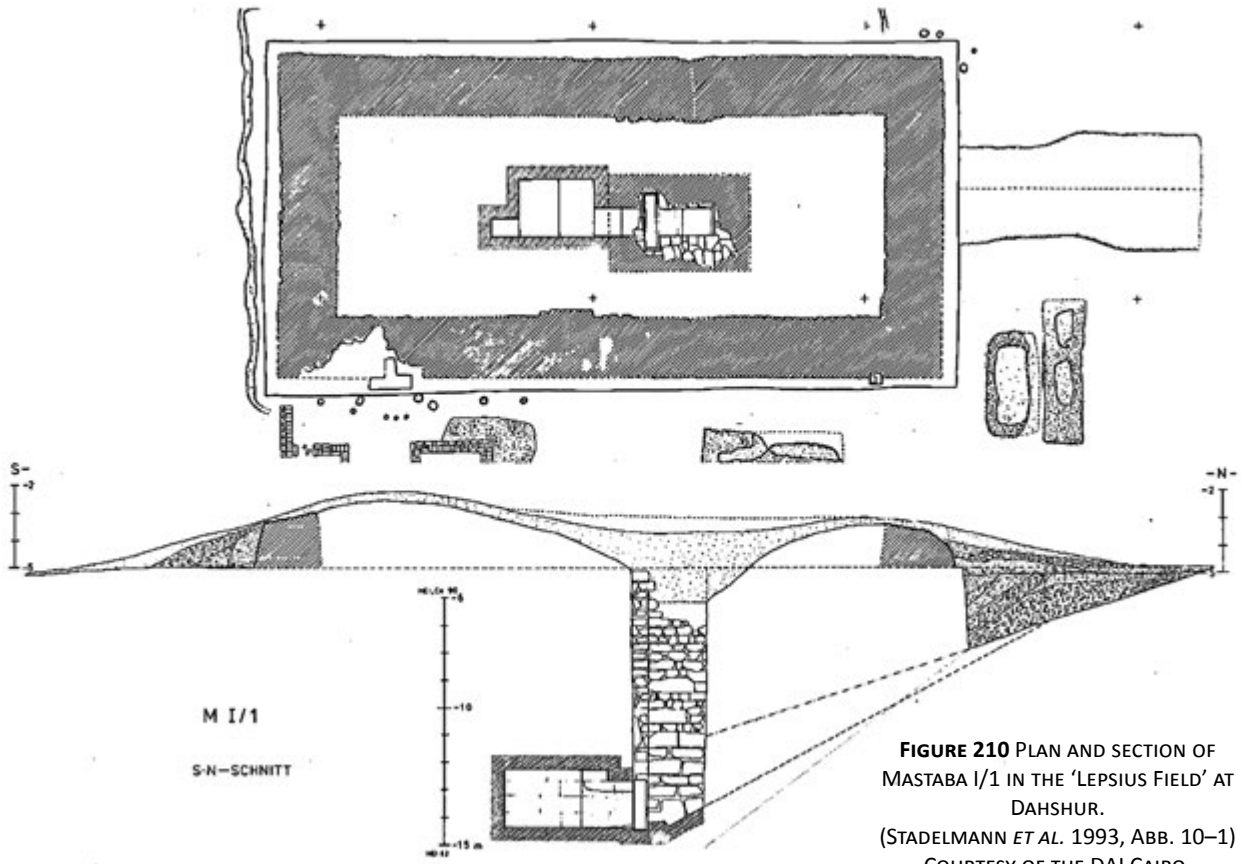 S-
-2
-N-
-2
-5
-6
-10
M I/1
S-N-SCHNITT
-15 m
FIGURE 210 PLAN AND SECTION OF
MASTABA I/1 IN THE ‘LEPSIUS FIELD’ AT
DAHSHUR.
(STADELMANN ET AL. 1993, ABB. 10–1)
COURTESY OF THE DAI CAIRO